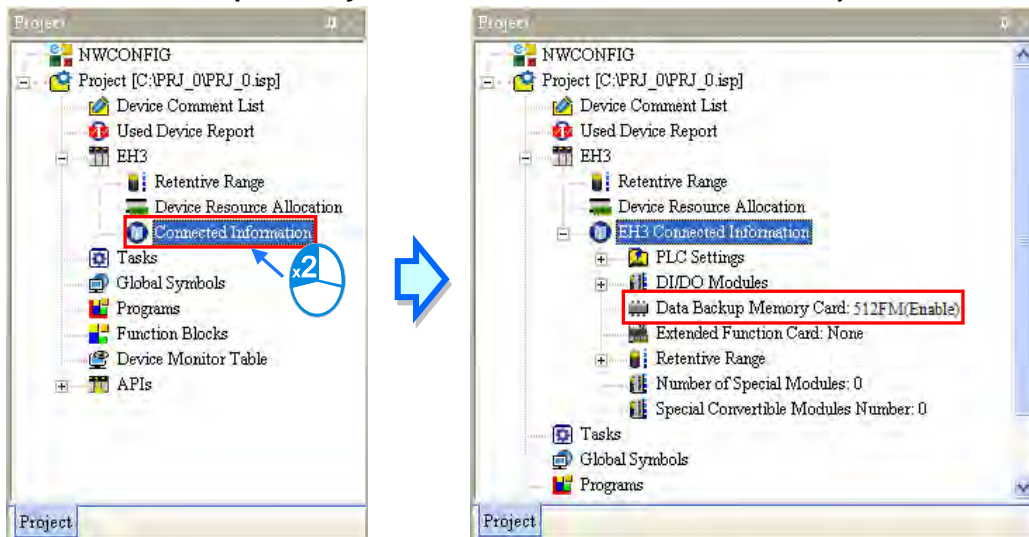 Project
NWCONFIG
Project [C:\PRJ_0\PRJ_0.isp]
Device Comment List
Used Device Report
EH3
Retentive Range
Device Resource Allocation
Connected Information
Tasks
Global Symbols
Programs
Function Blocks
Device Monitor Table
APIs
Project
x2
Project
NWCONFIG
Project [C:\PRJ_0\PRJ_0.isp]
Device Comment List
Used Device Report
EH3
Retentive Range
Device Resource Allocation
EH3 Connected Information
PLC Settings
DI/DO Modules
Data Backup Memory Card: 512FM(Enable)
Extended Function Card: None
Retentive Range
Number of Special Modules: 0
Special Convertible Modules Number: 0
Tasks
Global Symbols
Programs
Project